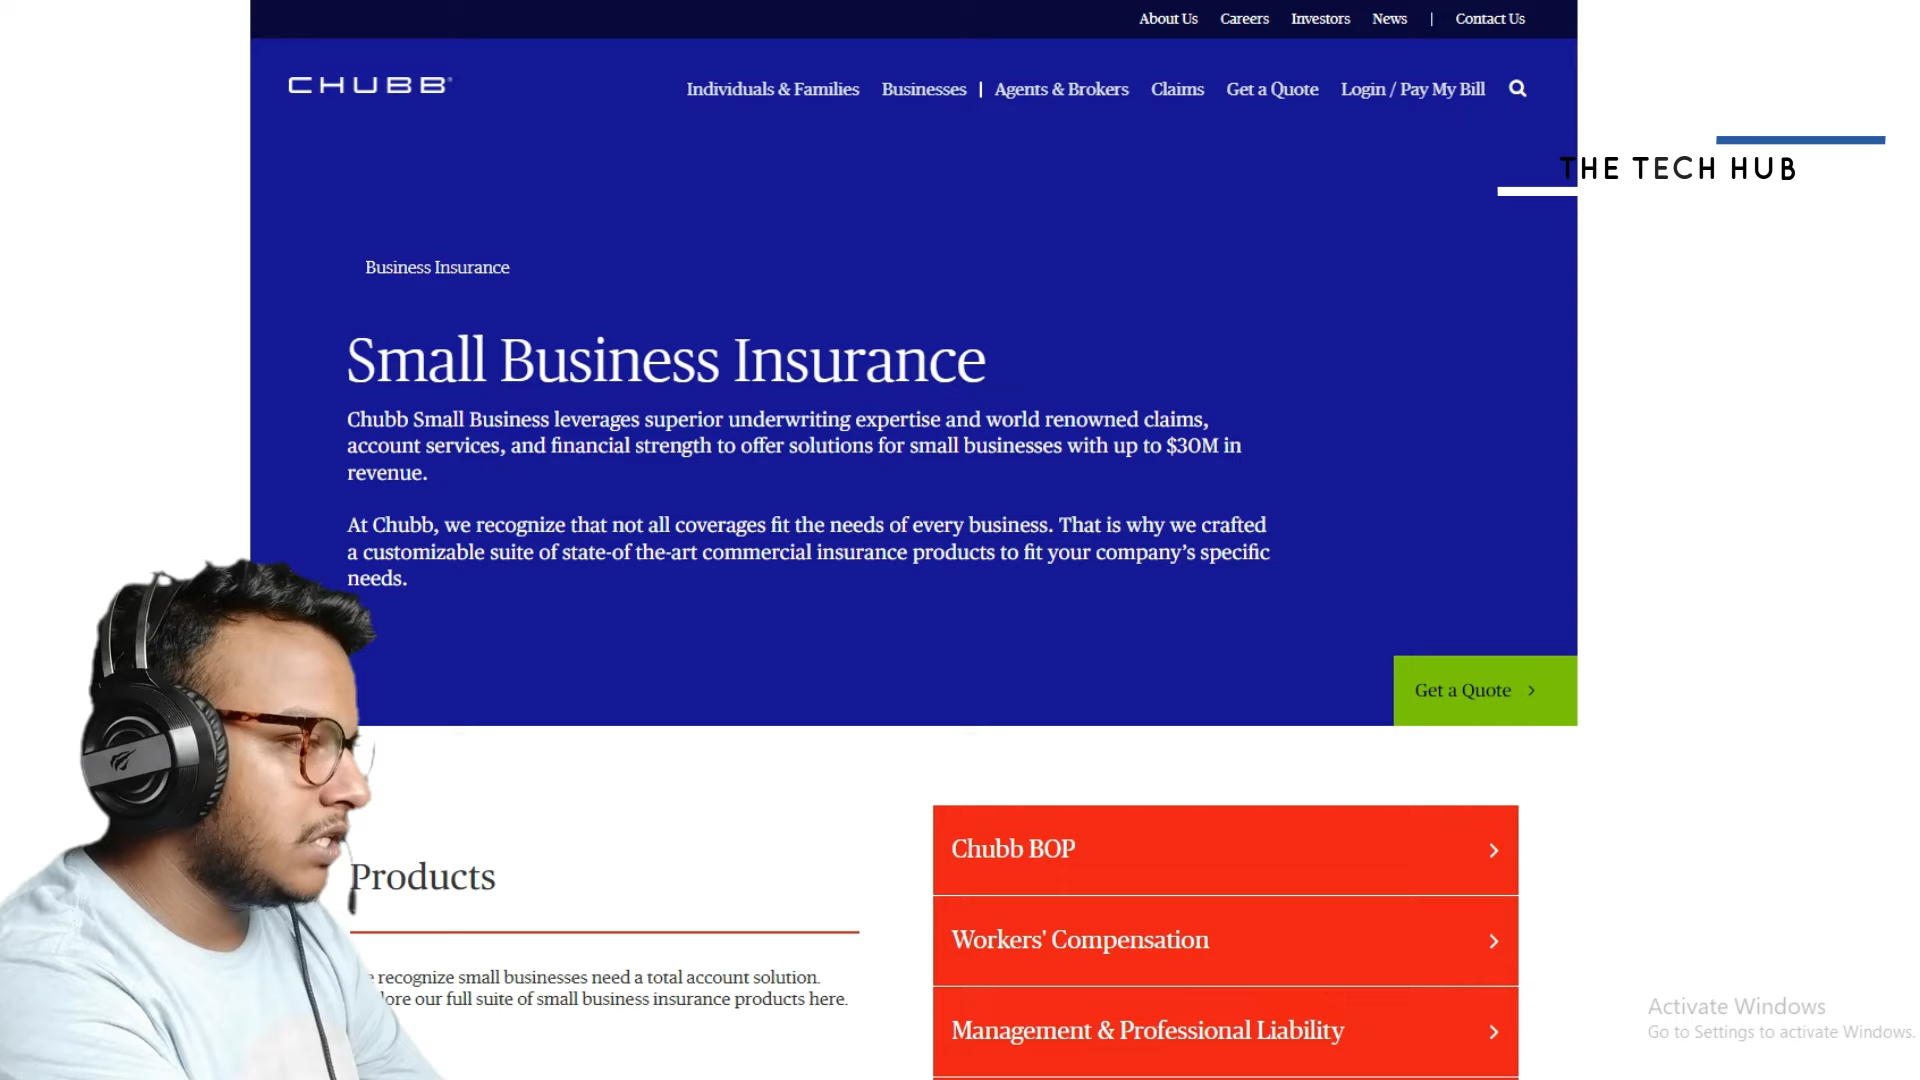 About Us Careers Investors News | Contact Us
CHUBB®
Individuals & Families Businesses | Agents & Brokers Claims Get a Quote Login / Pay My Bill
THE TECH HUB
Business Insurance
Small Business Insurance
Chubb Small Business leverages superior underwriting expertise and world renowned claims,
account services, and financial strength to offer solutions for small businesses with up to $30M in
revenue.
At Chubb, we recognize that not all coverages fit the needs of every business. That is why we crafted
a customizable suite of state-of the-art commercial insurance products to fit your company’s specific
needs.
Get a Quote
Products
recognize small businesses need a total account solution.
our full suite of small business insurance products here.
Chubb BOP
Workers' Compensation
Management & Professional Liability
Activate Windows
Go to Settings to activate Windows.